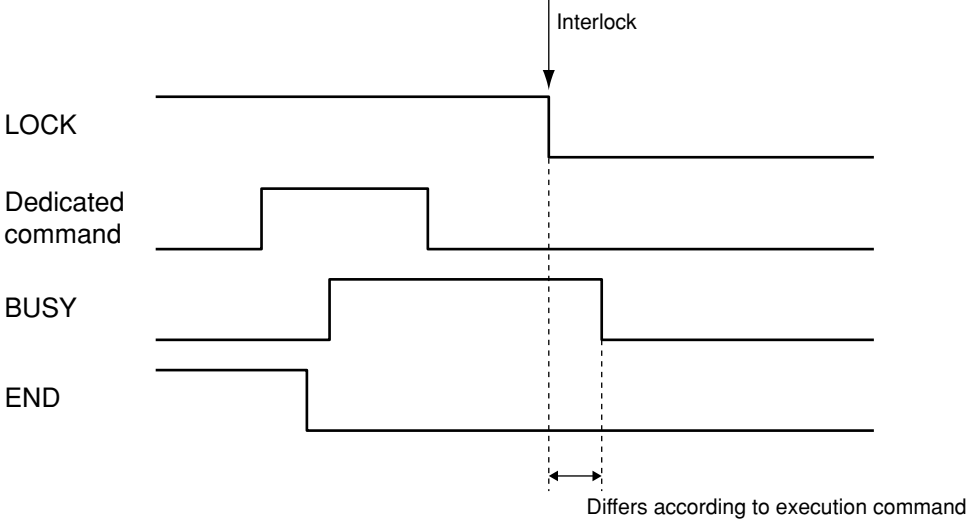 Interlock
LOCK
Dedicated
command
BUSY
END
Differs according to execution command